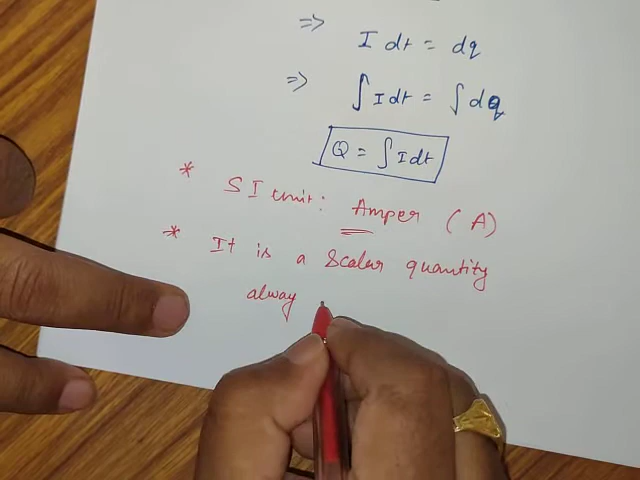 ⇒ I dt = dq
⇒ ∫ I dt = ∫ dq
Q = ∫ I dt
* SI unit: Amper (A)
* It is a Scalar quantity
alway